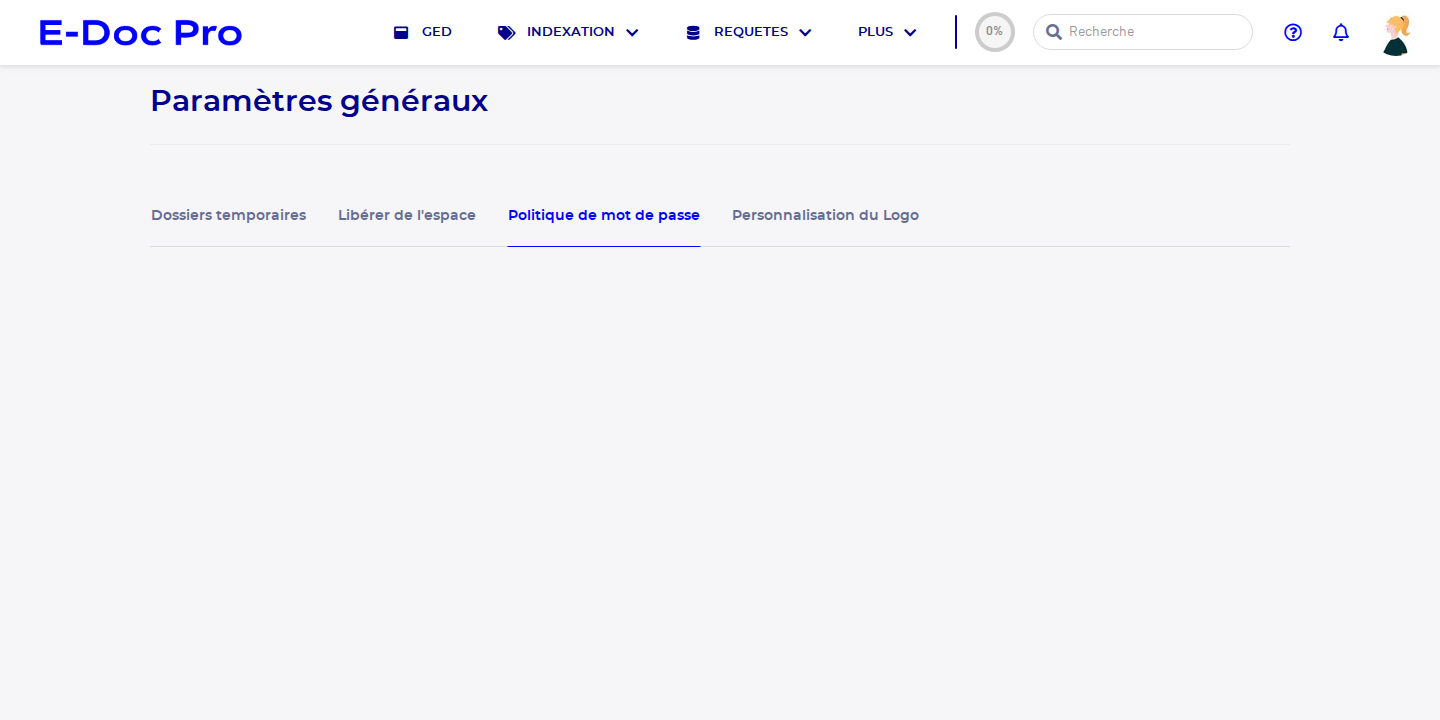 E-Doc Pro GED INDEXATION REQUETES PLUS 0% Recherche
Paramètres généraux
Dossiers temporaires Libérer de l'espace Politique de mot de passe Personnalisation du Logo